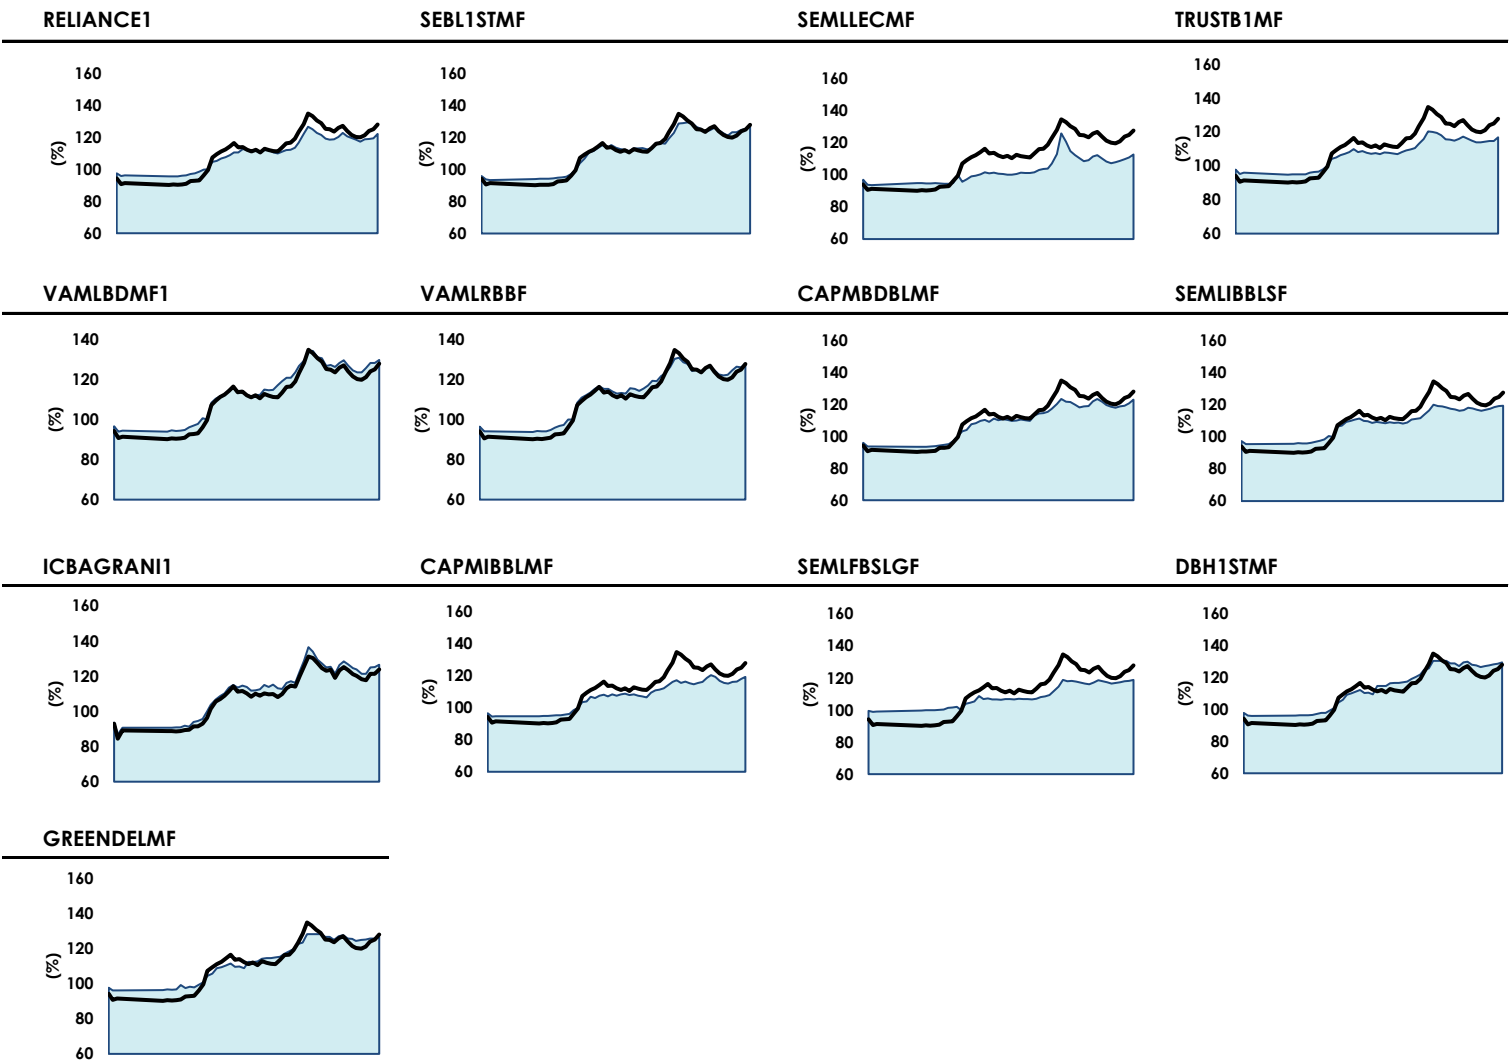 RELIANCE1 SEBL1STMF SEMLLECMF TRUSTB1MF
160 140 120 100 80 60 (%)
160 140 120 100 80 60 (%)
160 140 120 100 80 60 (%)
160 140 120 100 80 60 (%)
VAMLBDMF1 VAMLRBBF CAPMBDBLMF SEMLIBBLSF
140 120 100 80 60 (%)
140 120 100 80 60 (%)
160 140 120 100 80 60 (%)
160 140 120 100 80 60 (%)
ICBAGRANI1 CAPMIBBLMF SEMLFBSLGF DBH1STMF
160 140 120 100 80 60 (%)
160 140 120 100 80 60 (%)
160 140 120 100 80 60 (%)
160 140 120 100 80 60 (%)
GREENDELMF
160 140 120 100 80 60 (%)